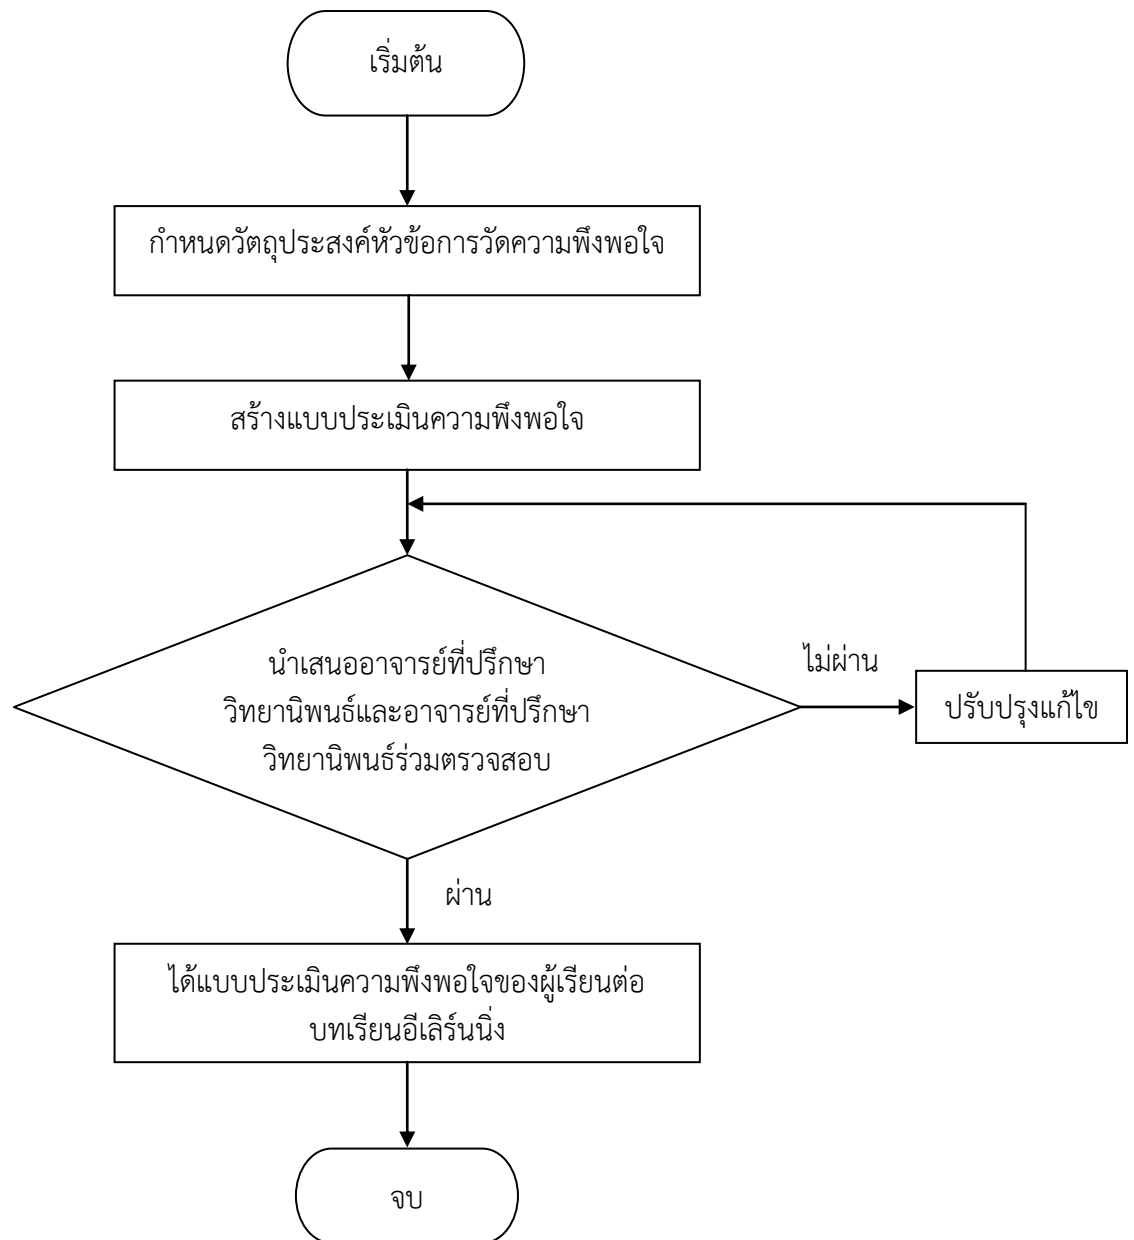 เริ่มต้น
กำหนดวัตถุประสงค์หัวข้อการวัดความพึงพอใจ
สร้างแบบประเมินความพึงพอใจ
นำเสนออาจารย์ที่ปรึกษา
วิทยานิพนธ์และอาจารย์ที่ปรึกษา
วิทยานิพนธ์ร่วมตรวจสอบ
ไม่ผ่าน
ปรับปรุงแก้ไข
ผ่าน
ได้แบบประเมินความพึงพอใจของผู้เรียนต่อ
บทเรียนอีเลิร์นนิ่ง
จบ